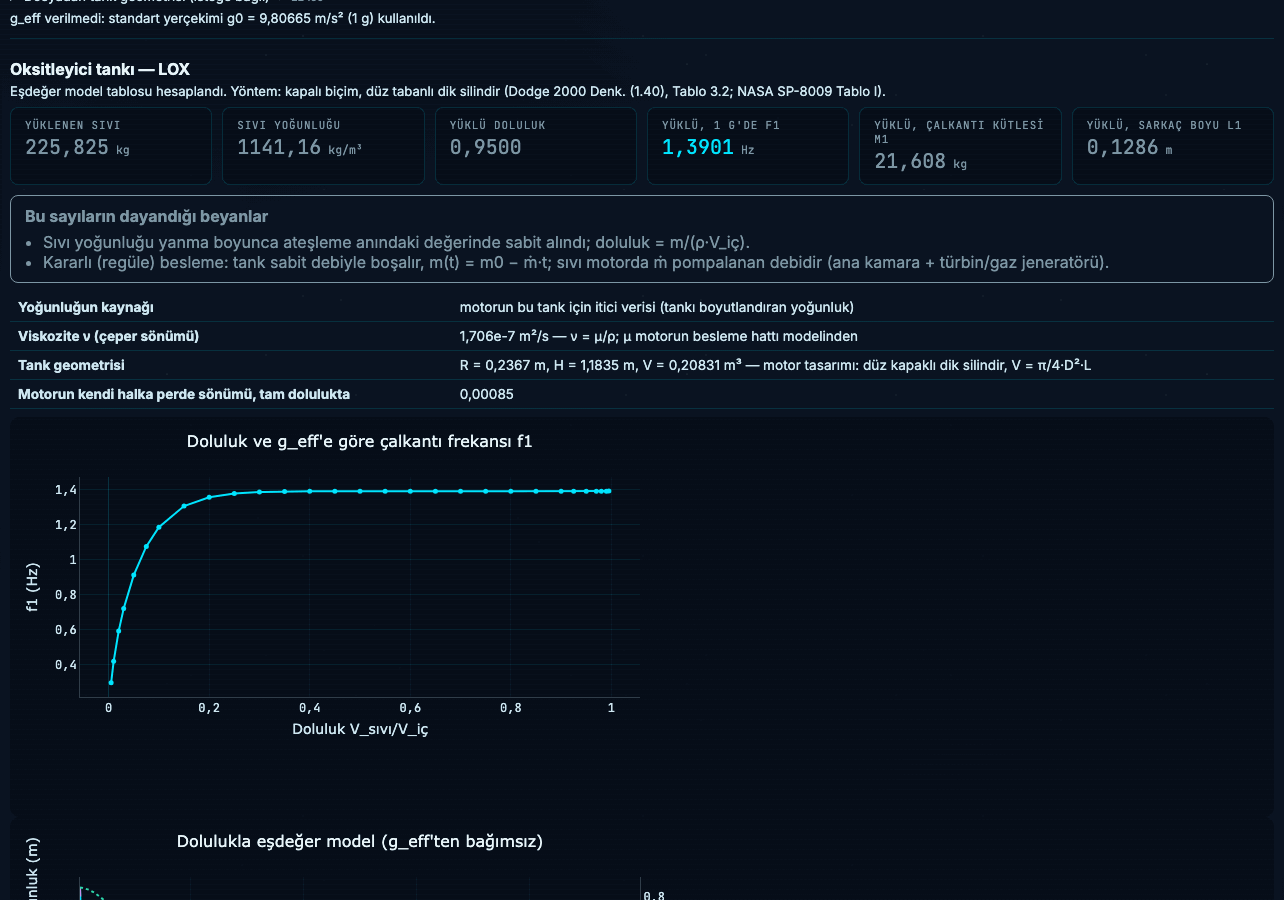 g_eff verilmedi: standart yerçekimi g0 = 9,80665 m/s² (1 g) kullanıldı.
Oksitleyici tankı — LOX
Eşdeğer model tablosu hesaplandı. Yöntem: kapalı biçim, düz tabanlı dik silindir (Dodge 2000 Denk. (1.40), Tablo 3.2; NASA SP-8009 Tablo I).
YÜKLENEN SIVI
225,825 kg
SIVI YOĞUNLUĞU
1141,16 kg/m³
YÜKLÜ DOLULUK
0,9500
YÜKLÜ, 1 G'DE F1
1,3901 Hz
YÜKLÜ, ÇALKANTI KÜTLESİ
M1
21,608 kg
YÜKLÜ, SARKAÇ BOYU L1
0,1286 m
Bu sayıların dayandığı beyanlar
• Sıvı yoğunluğu yanma boyunca ateşleme anındaki değerinde sabit alındı; doluluk = m/(ρ·V_iç).
• Kararlı (regüle) besleme: tank sabit debiyle boşalır, m(t) = m0 − ṁ·t; sıvı motorda ṁ pompalanan debidir (ana kamara + türbin/gaz jeneratörü).
Yoğunluğun kaynağı motorun bu tank için itici verisi (tankı boyutlandıran yoğunluk)
Viskozite ν (çeper sönümü) 1,706e-7 m²/s — ν = μ/ρ; μ motorun besleme hattı modelinden
Tank geometrisi R = 0,2367 m, H = 1,1835 m, V = 0,20831 m³ — motor tasarımı: düz kapaklı dik silindir, V = π/4·D²·L
Motorun kendi halka perde sönümü, tam dolulukta 0,00085
Doluluk ve g_eff'e göre çalkantı frekansı f1
1,4
1,2
1
0,8
0,6
0,4
f1 (Hz)
0 0,2 0,4 0,6 0,8 1
Doluluk V_sıvı/V_iç
Dolulukla eşdeğer model (g_eff'ten bağımsız)
(m)
0,8